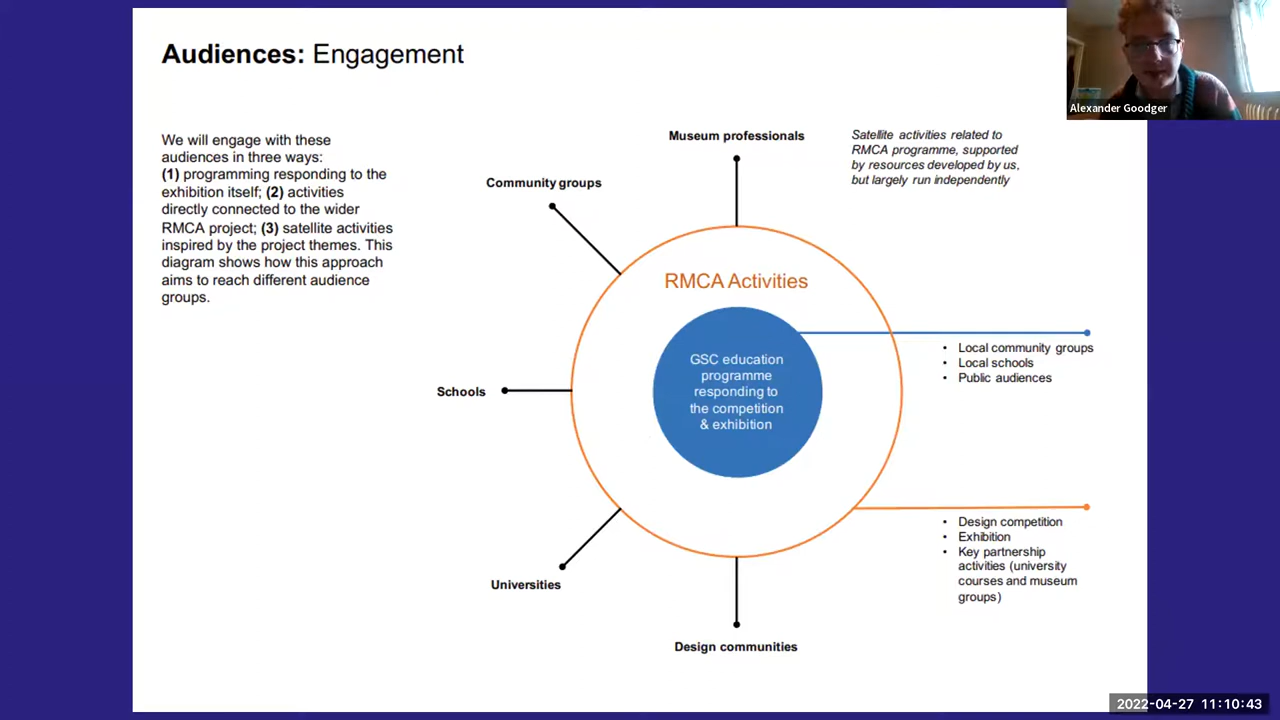 Audiences: Engagement
Alexander Goodger
We will engage with these
audiences in three ways:
(1) programming responding to the
exhibition itself; (2) activities
directly connected to the wider
RMCA project; (3) satellite activities
inspired by the project themes. This
diagram shows how this approach
aims to reach different audience
groups.
Museum professionals
Satellite activities related to
RMCA programme, supported
by resources developed by us,
but largely run independently
Community groups
RMCA Activities
GSC education
programme
responding to
the competition
& exhibition
• Local community groups
• Local schools
• Public audiences
Schools
• Design competition
• Exhibition
• Key partnership
activities (university
courses and museum
groups)
Universities
Design communities
2022-04-27 11:10:43